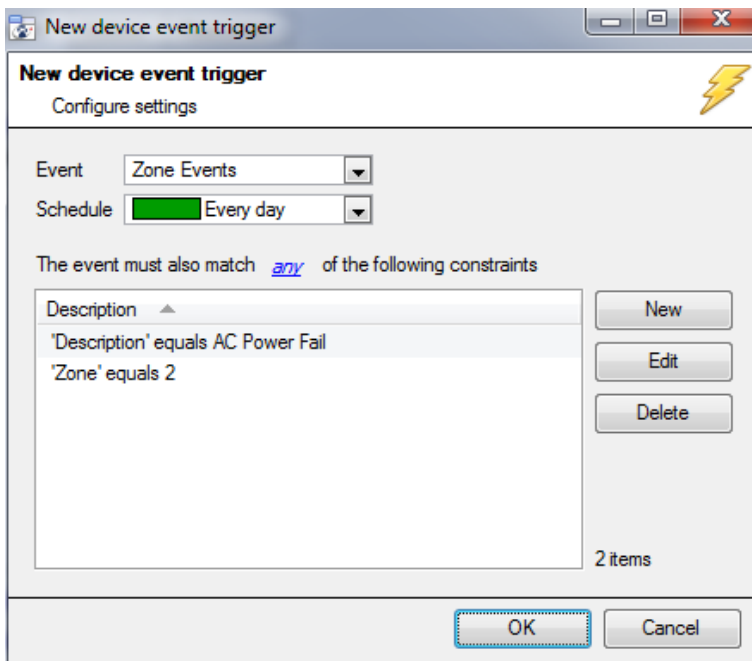 New device event trigger
New device event trigger
Configure settings
Event Zone Events
Schedule Every day
The event must also match any of the following constraints
Description
'Description' equals AC Power Fail
'Zone' equals 2
New
Edit
Delete
2 items
OK Cancel